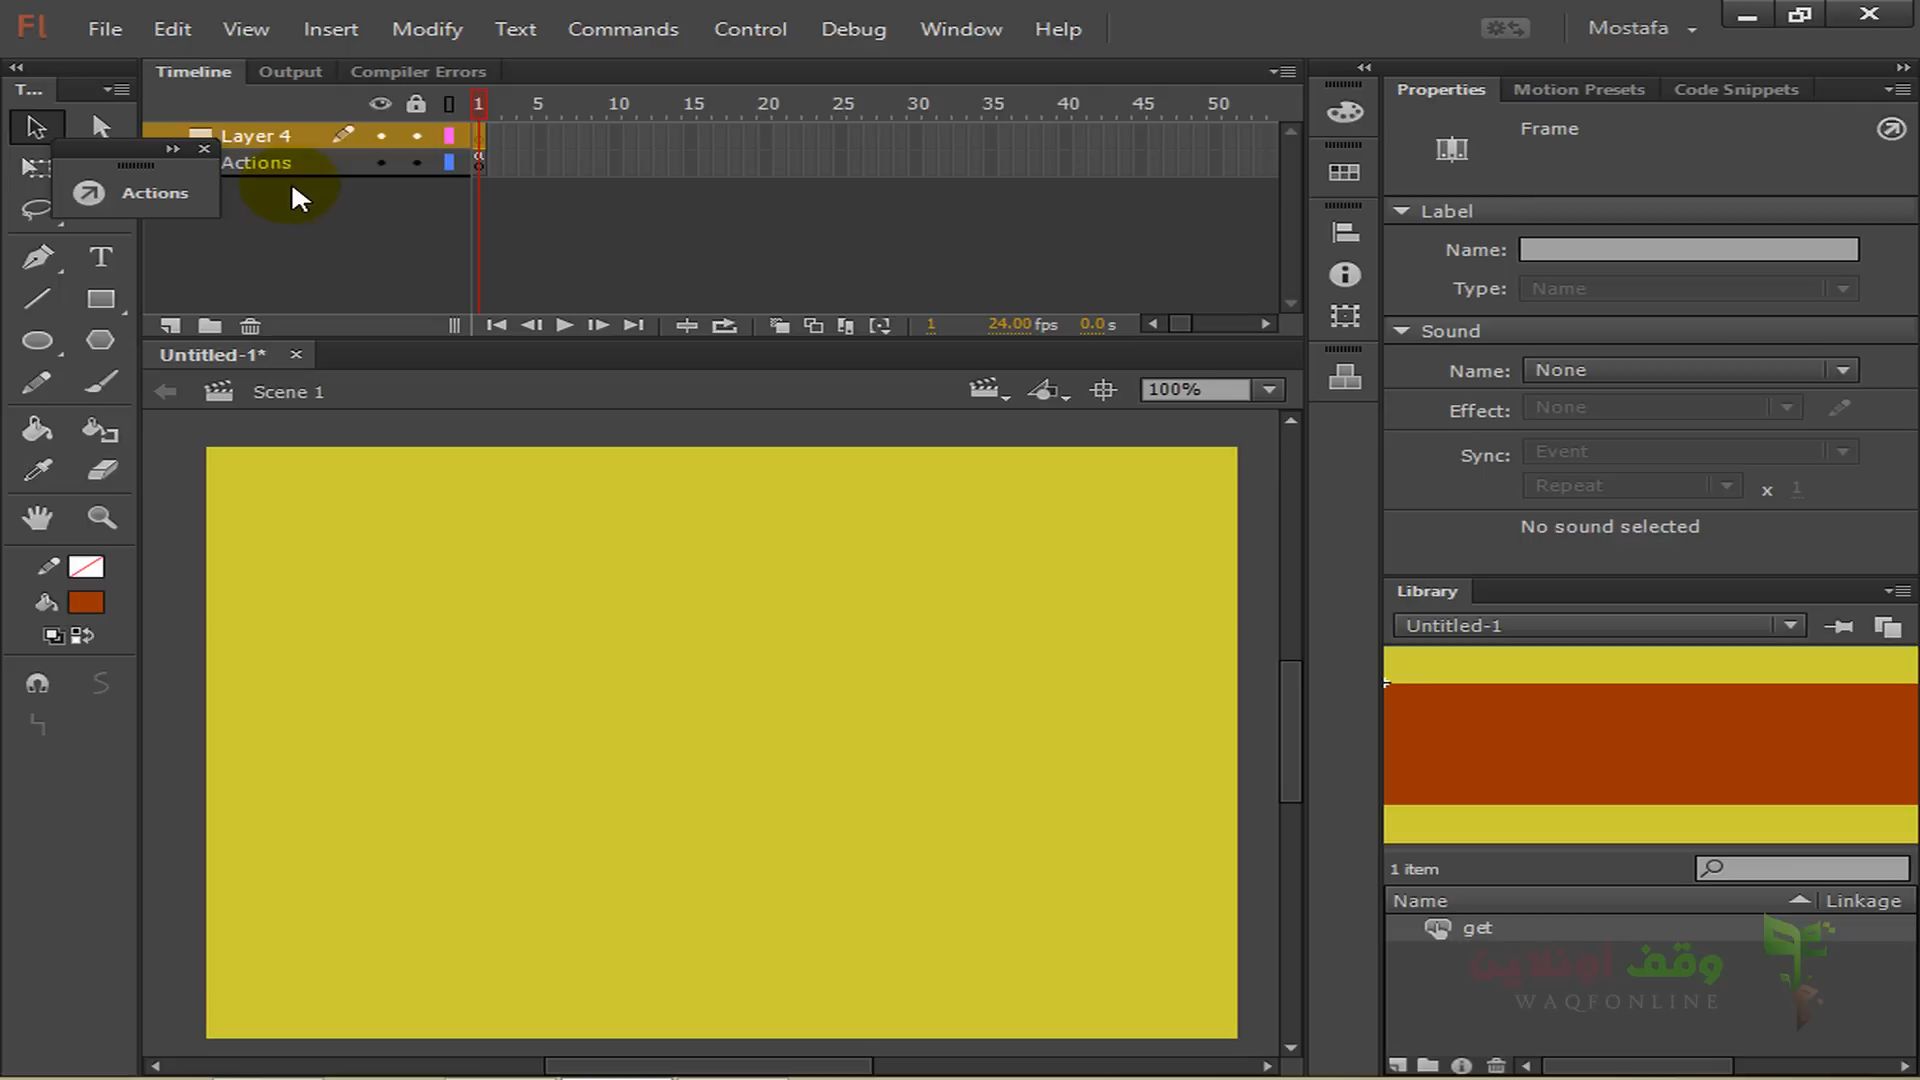 Fl File Edit View Insert Modify Text Commands Control Debug Window Help Mostafa
Timeline Output Compiler Errors
T...
1 5 10 15 20 25 30 35 40 45 50
Layer 4
Actions
Actions
1 24.00 fps 0.0 s
Untitled-1*
Scene 1
100%
Properties Motion Presets Code Snippets
Frame
Label
Name:
Type: Name
Sound
Name: None
Effect: None
Sync: Event
Repeat x 1
No sound selected
Library
Untitled-1
1 item
Name Linkage
get
وقف أونلاين
WAQFONLINE